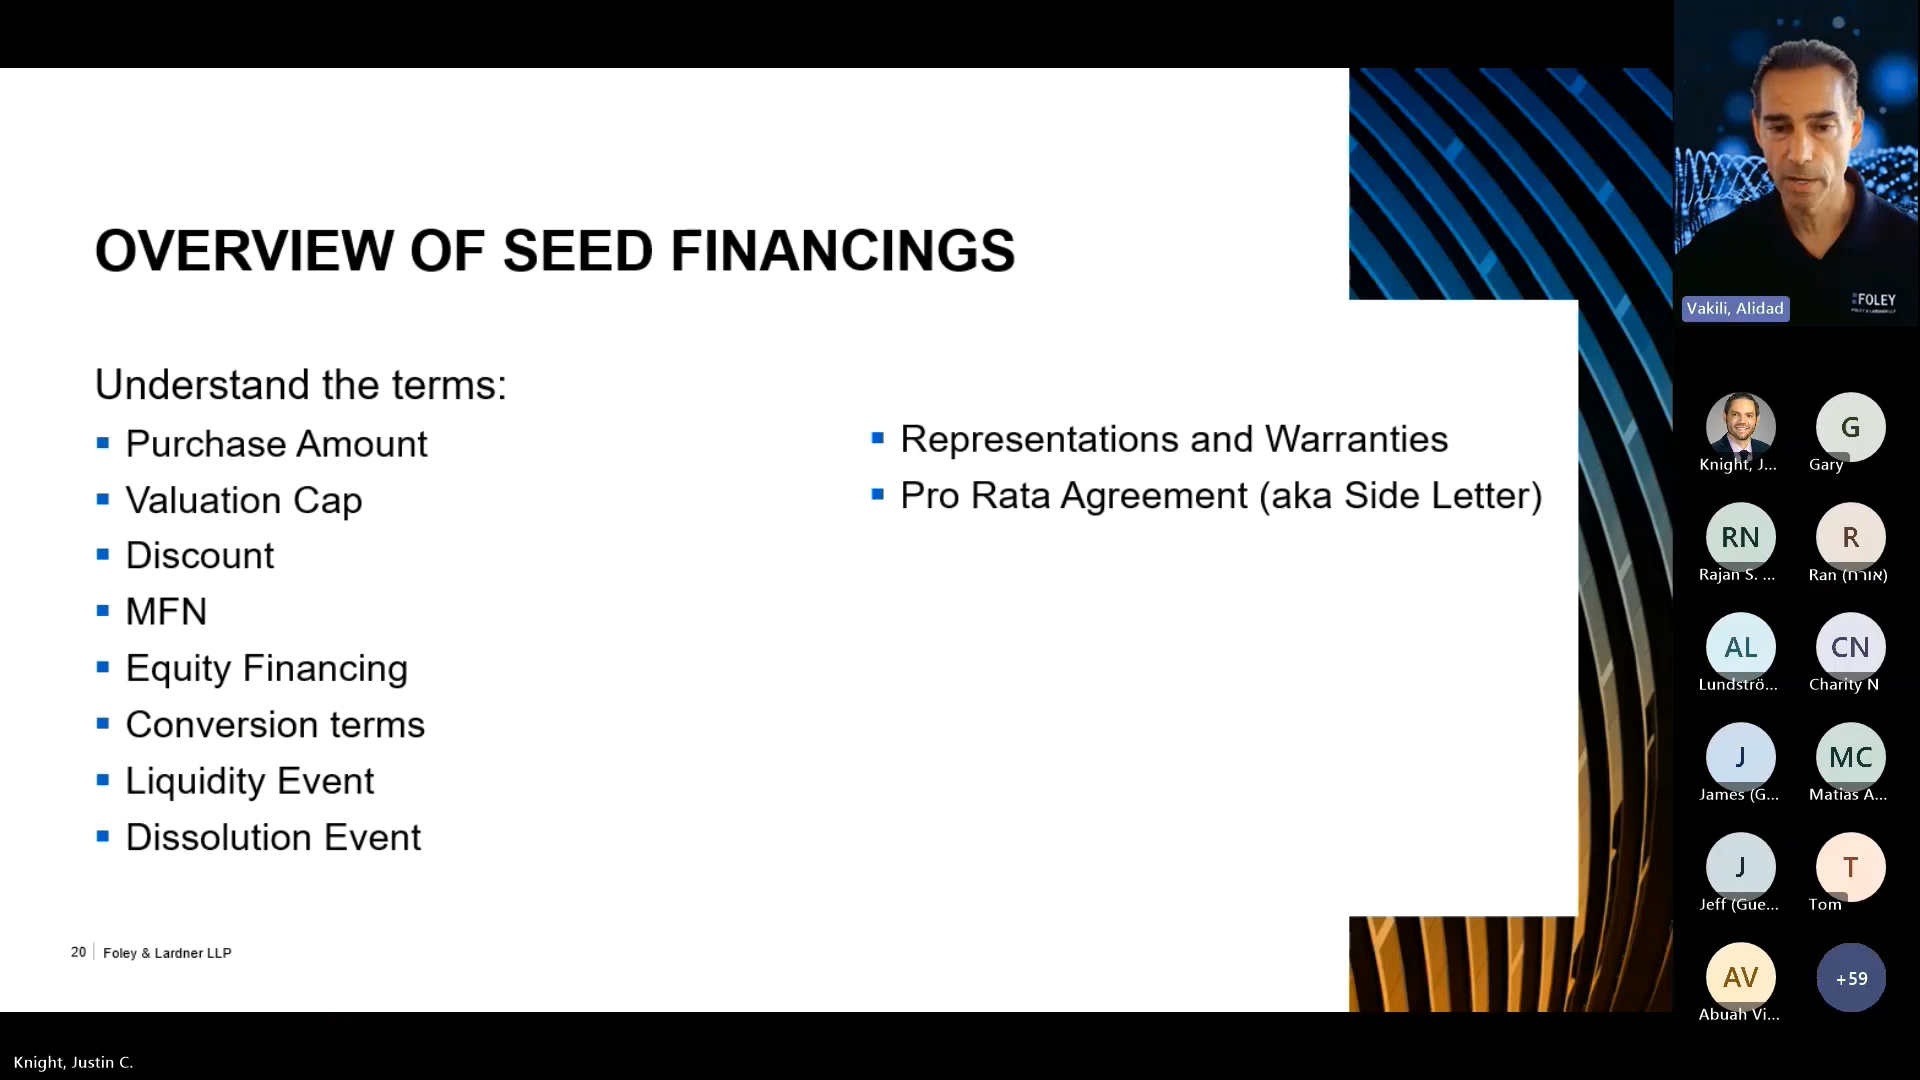 OVERVIEW OF SEED FINANCINGS
Understand the terms:
Purchase Amount
Valuation Cap
Discount
MFN
Equity Financing
Conversion terms
Liquidity Event
Dissolution Event
Representations and Warranties
Pro Rata Agreement (aka Side Letter)
20 Foley & Lardner LLP
FOLEY
FOLEY & LARDNER LLP
Vakili, Alidad
Knight, J...
G
Gary
RN
Rajan S. ...
R
Ran (אורח)
AL
Lundströ...
CN
Charity N
J
James (G...
MC
Matias A...
J
Jeff (Gue...
T
Tom
AV
Abuah Vi...
+59
Knight, Justin C.